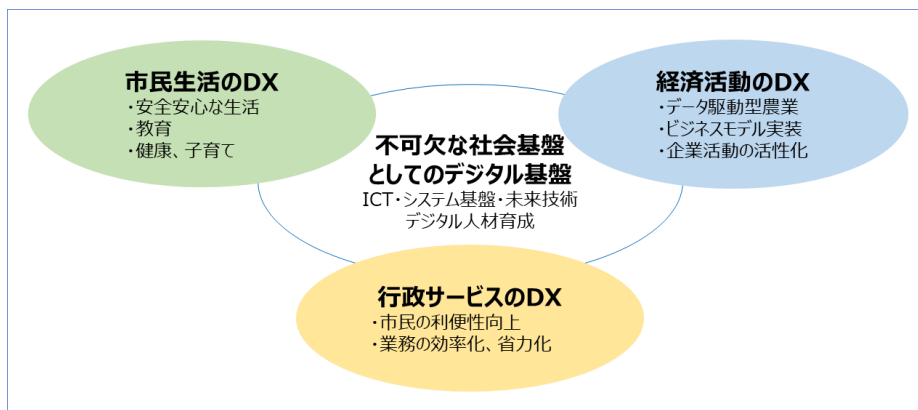 市民生活のDX
・安全安心な生活
・教育
・健康、子育て
経済活動のDX
・データ駆動型農業
・ビジネスモデル実装
・企業活動の活性化
不可欠な社会基盤
としてのデジタル基盤
ICT・システム基盤・未来技術
デジタル人材育成
行政サービスのDX
・市民の利便性向上
・業務の効率化、省力化